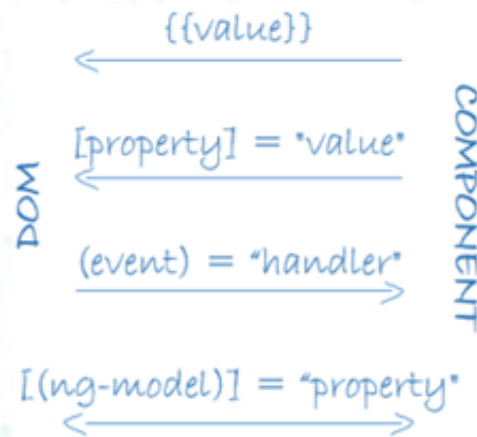 {{value}}
[property] = "value"
DOM
(event) = "handler"
COMPONENT
[(ng-model)] = "property"